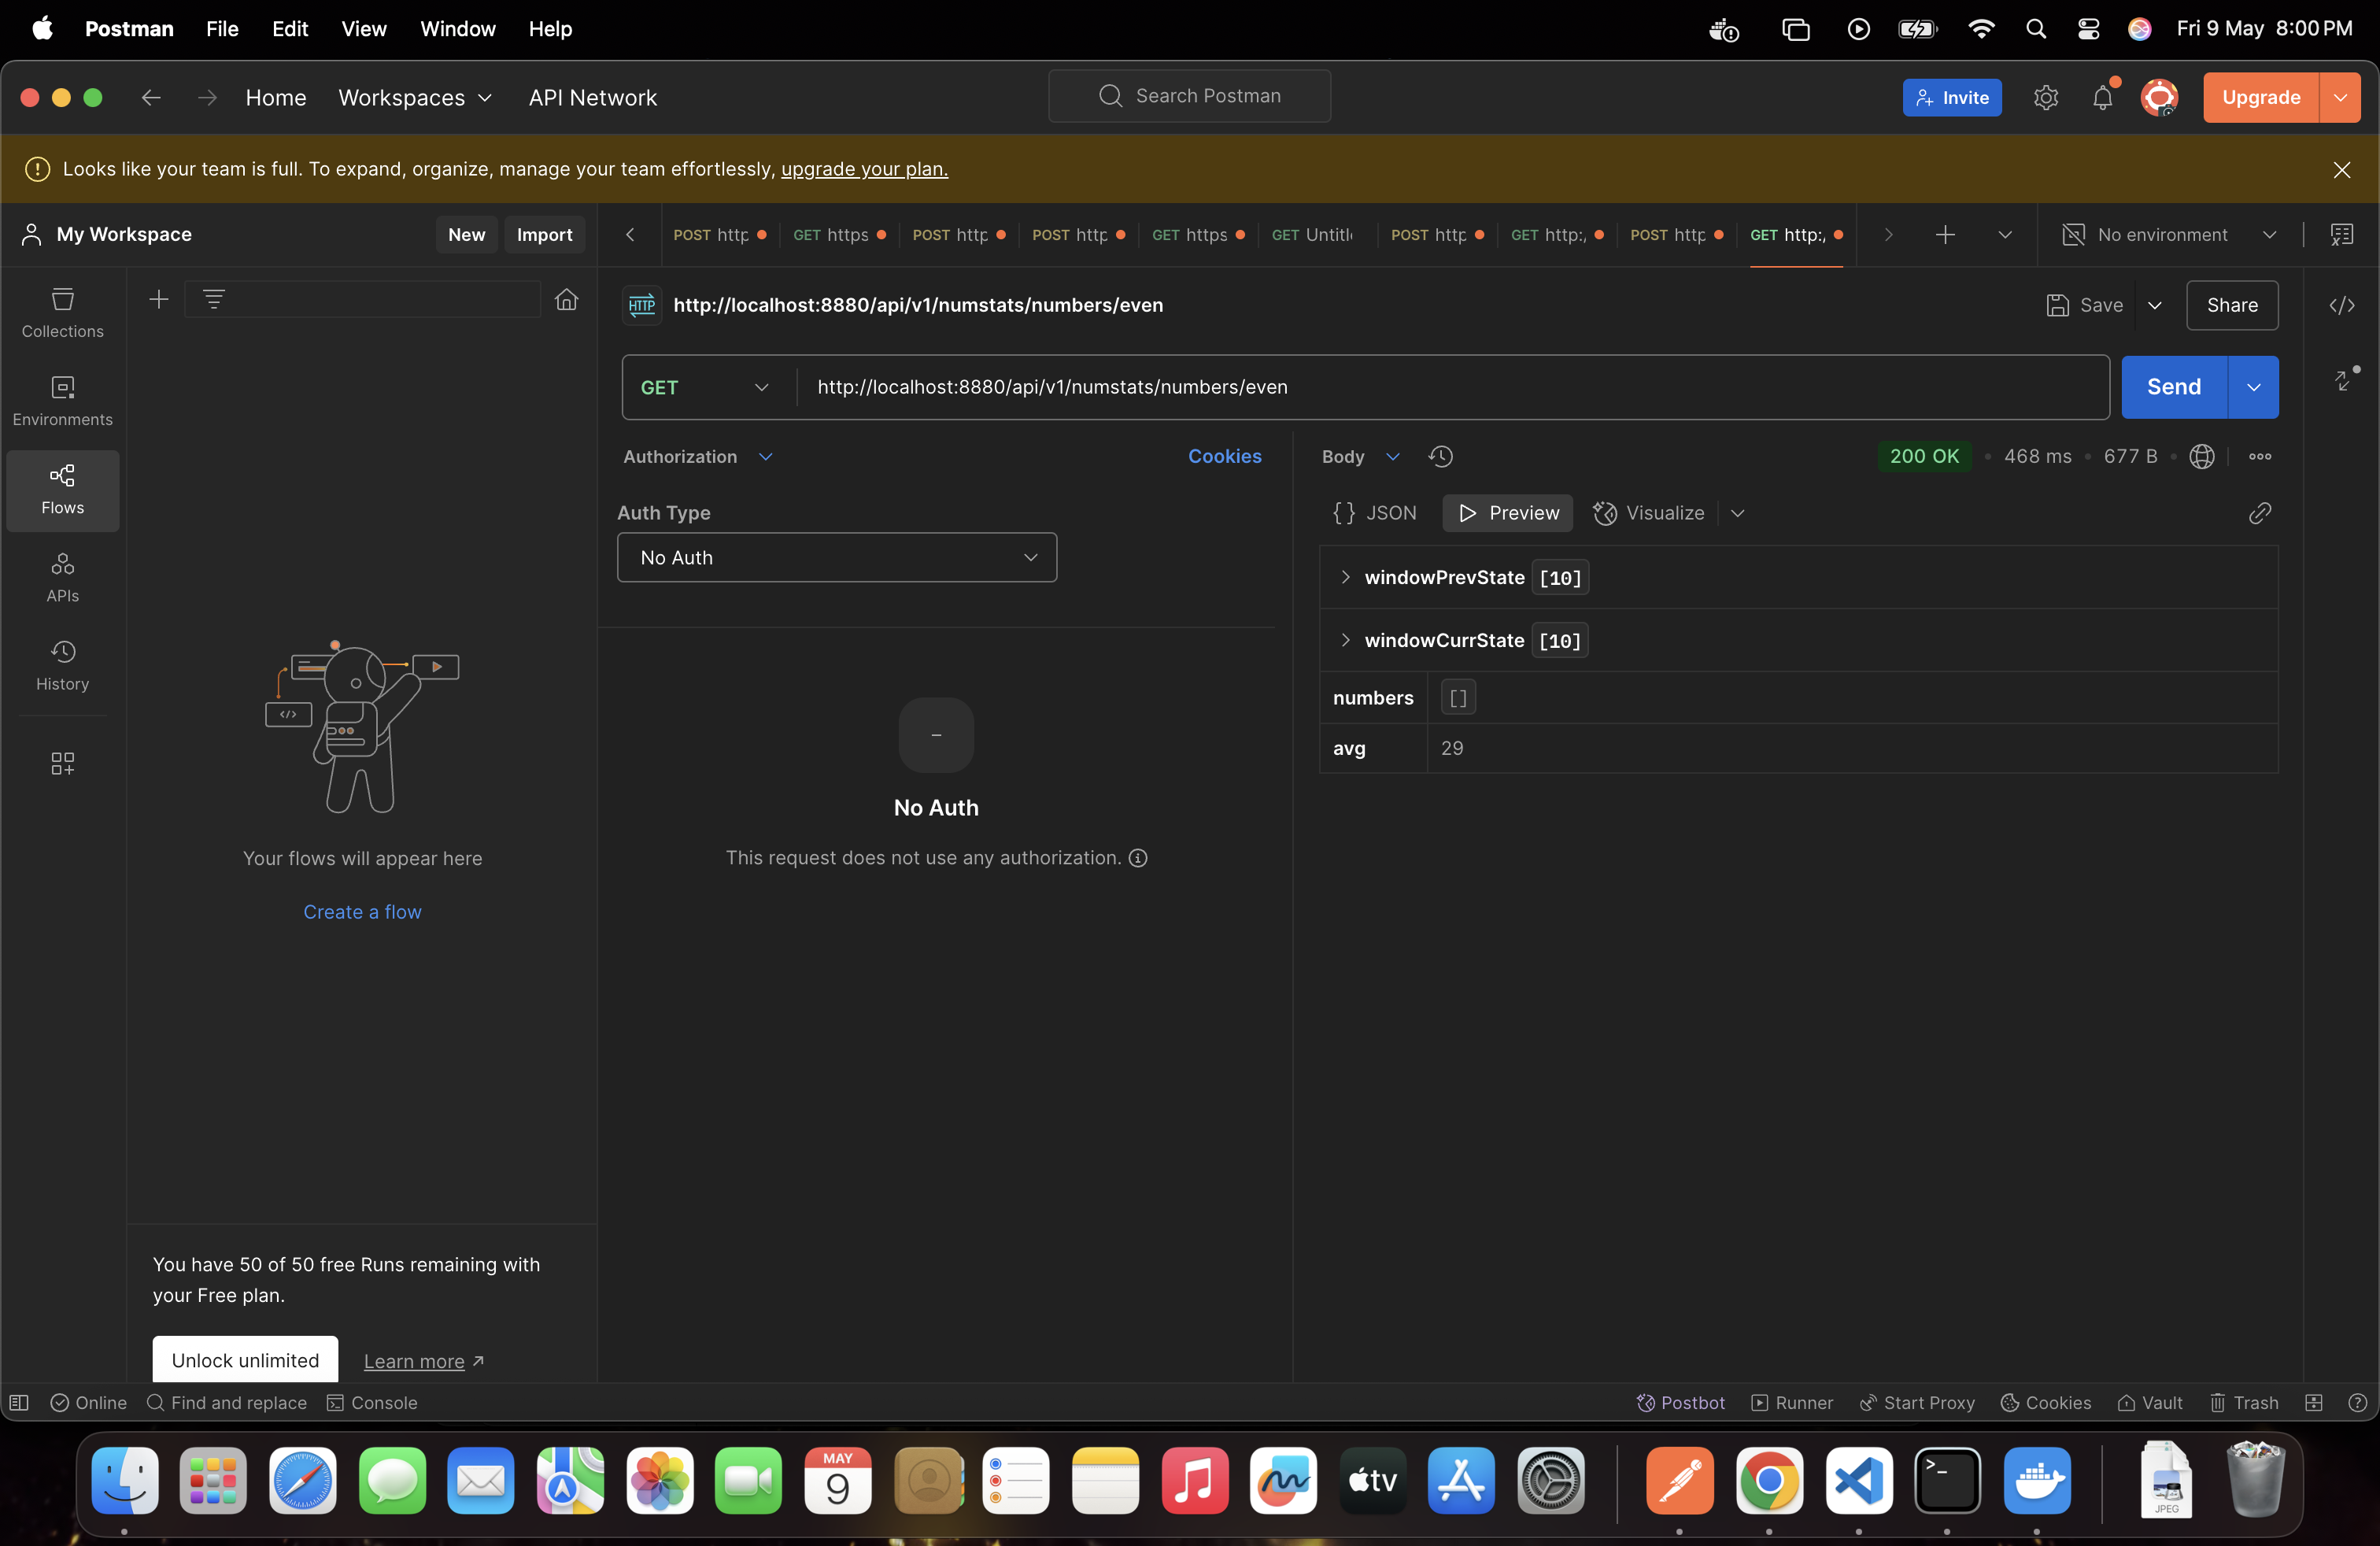 Postman File Edit View Window Help Fri 9 May 8:00 PM
Home Workspaces API Network Search Postman Invite Upgrade
Looks like your team is full. To expand, organize, manage your team effortlessly, upgrade your plan.
My Workspace New Import POST http GET https POST http POST http GET https GET Untitl POST http GET http:/ POST http GET http:/ No environment
Collections
Environments
Flows
APIs
History
Your flows will appear here
Create a flow
You have 50 of 50 free Runs remaining with
your Free plan.
Unlock unlimited Learn more
HTTP http://localhost:8880/api/v1/numstats/numbers/even Save Share
GET http://localhost:8880/api/v1/numstats/numbers/even Send
Authorization Cookies
Auth Type
No Auth
No Auth
This request does not use any authorization.
Body 200 OK • 468 ms • 677 B
{} JSON Preview Visualize
windowPrevState [10]
windowCurrState [10]
numbers []
avg 29
Online Find and replace Console Postbot Runner Start Proxy Cookies Vault Trash
MAY
9
tv
JPEG